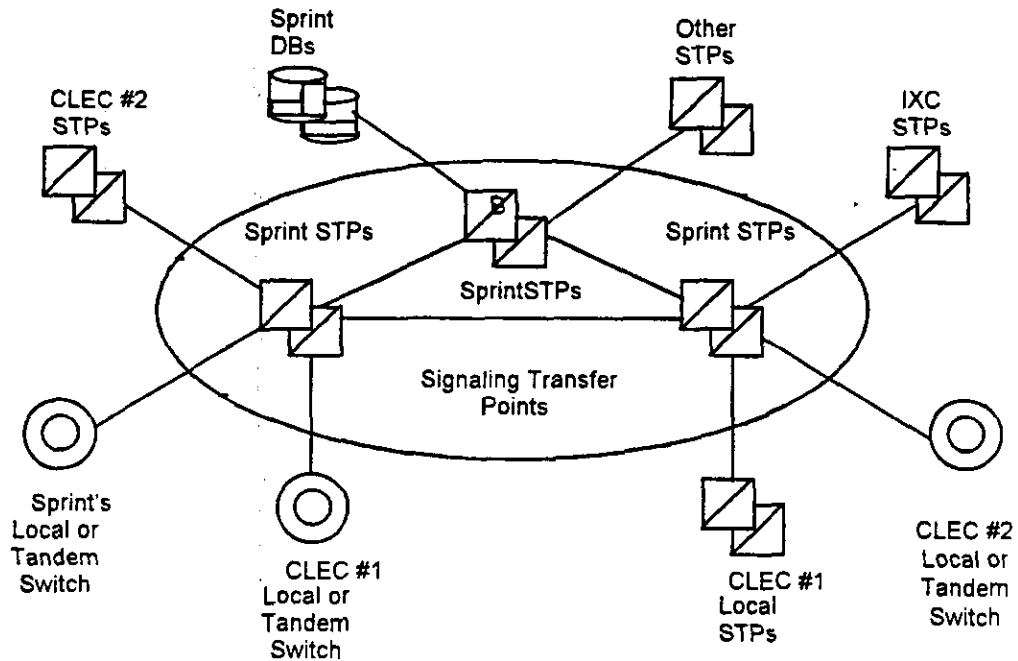 Sprint
DBs
Other
STPs
CLEC #2
STPs
IXC
STPs
B
Sprint STPs
Sprint STPs
SprintSTPs
Signaling Transfer
Points
Sprint's
Local or
Tandem
Switch
CLEC #1
Local or
Tandem
Switch
CLEC #1
Local
STPs
CLEC #2
Local or
Tandem
Switch